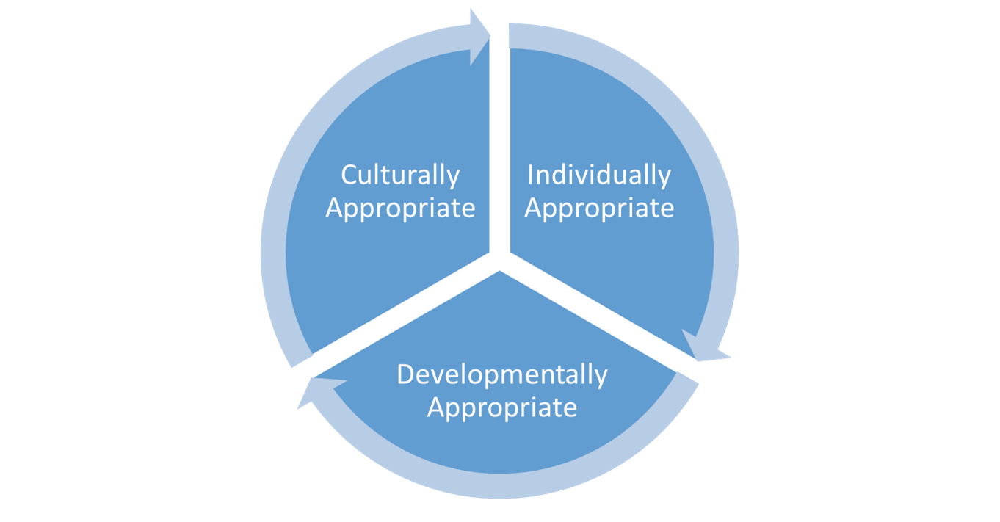 Culturally
Appropriate
Individually
Appropriate
Developmentally
Appropriate